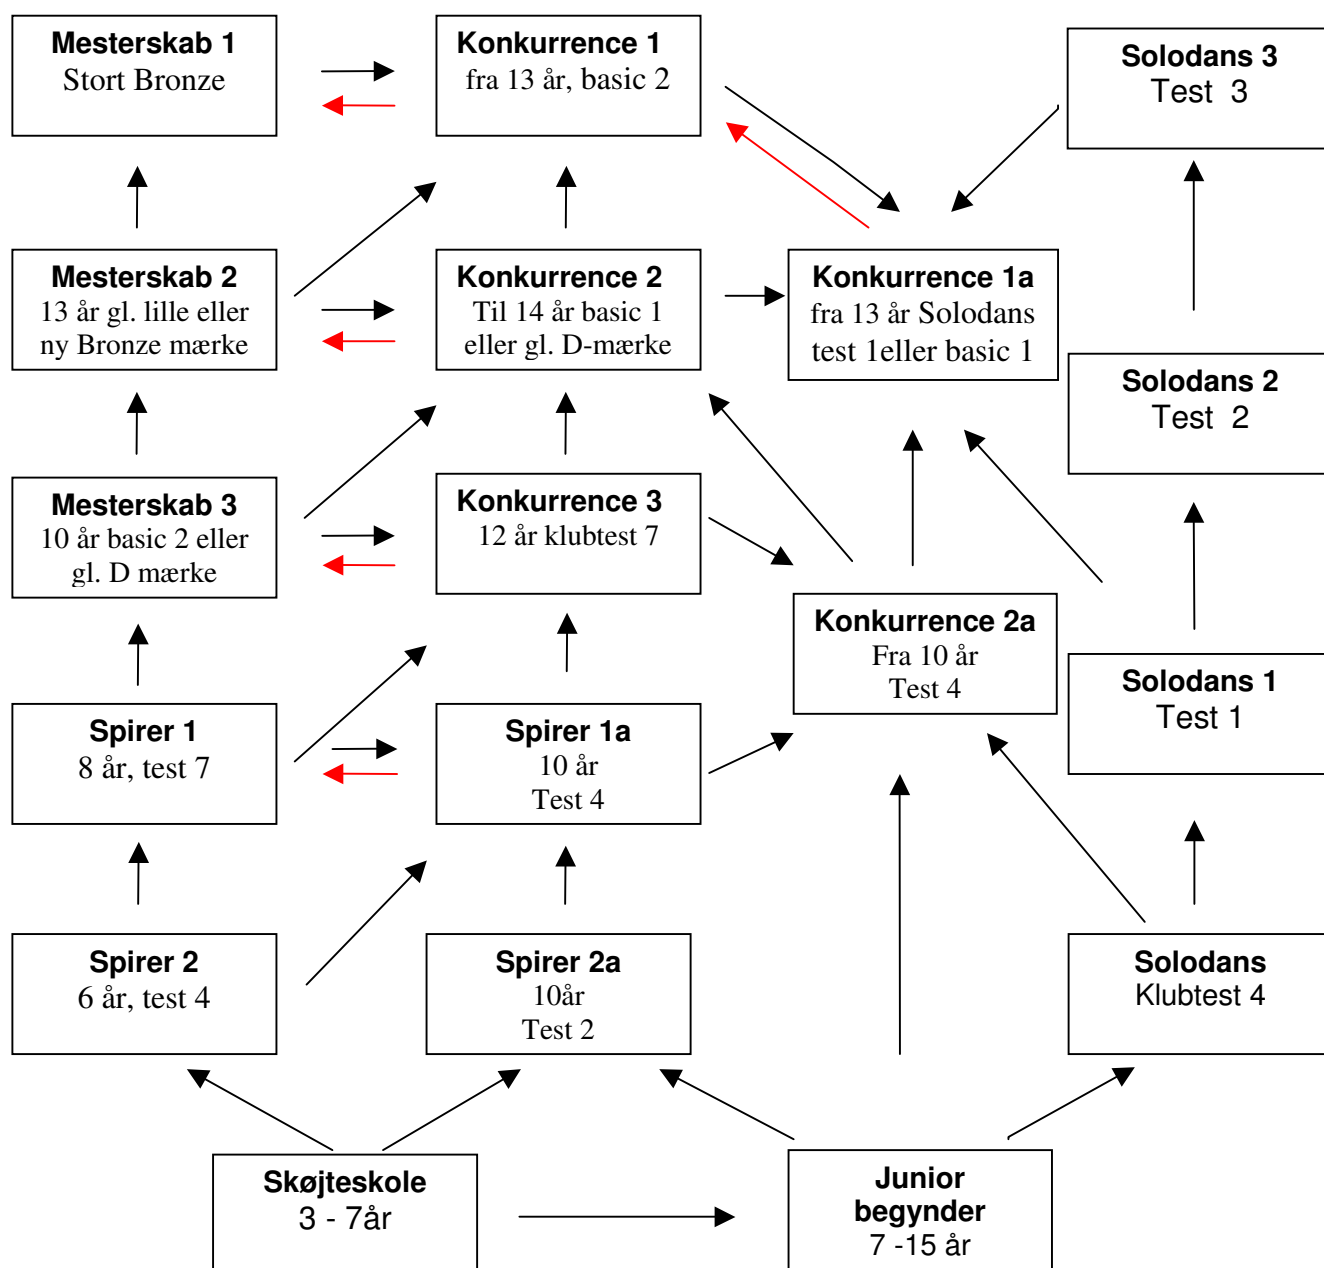 Mesterskab 1
Stort Bronze
Konkurrence 1
fra 13 år, basic 2
Solodans 3
Test 3
Mesterskab 2
13 år gl. lille eller
ny Bronze mærke
Konkurrence 2
Til 14 år basic 1
eller gl. D-mærke
Konkurrence 1a
fra 13 år Solodans
test 1eller basic 1
Solodans 2
Test 2
Mesterskab 3
10 år basic 2 eller
gl. D mærke
Konkurrence 3
12 år klubtest 7
Konkurrence 2a
Fra 10 år
Test 4
Solodans 1
Test 1
Spirer 1
8 år, test 7
Spirer 1a
10 år
Test 4
Spirer 2
6 år, test 4
Spirer 2a
10år
Test 2
Solodans
Klubtest 4
Skøjteskole
3 - 7år
Junior
begynder
7 -15 år